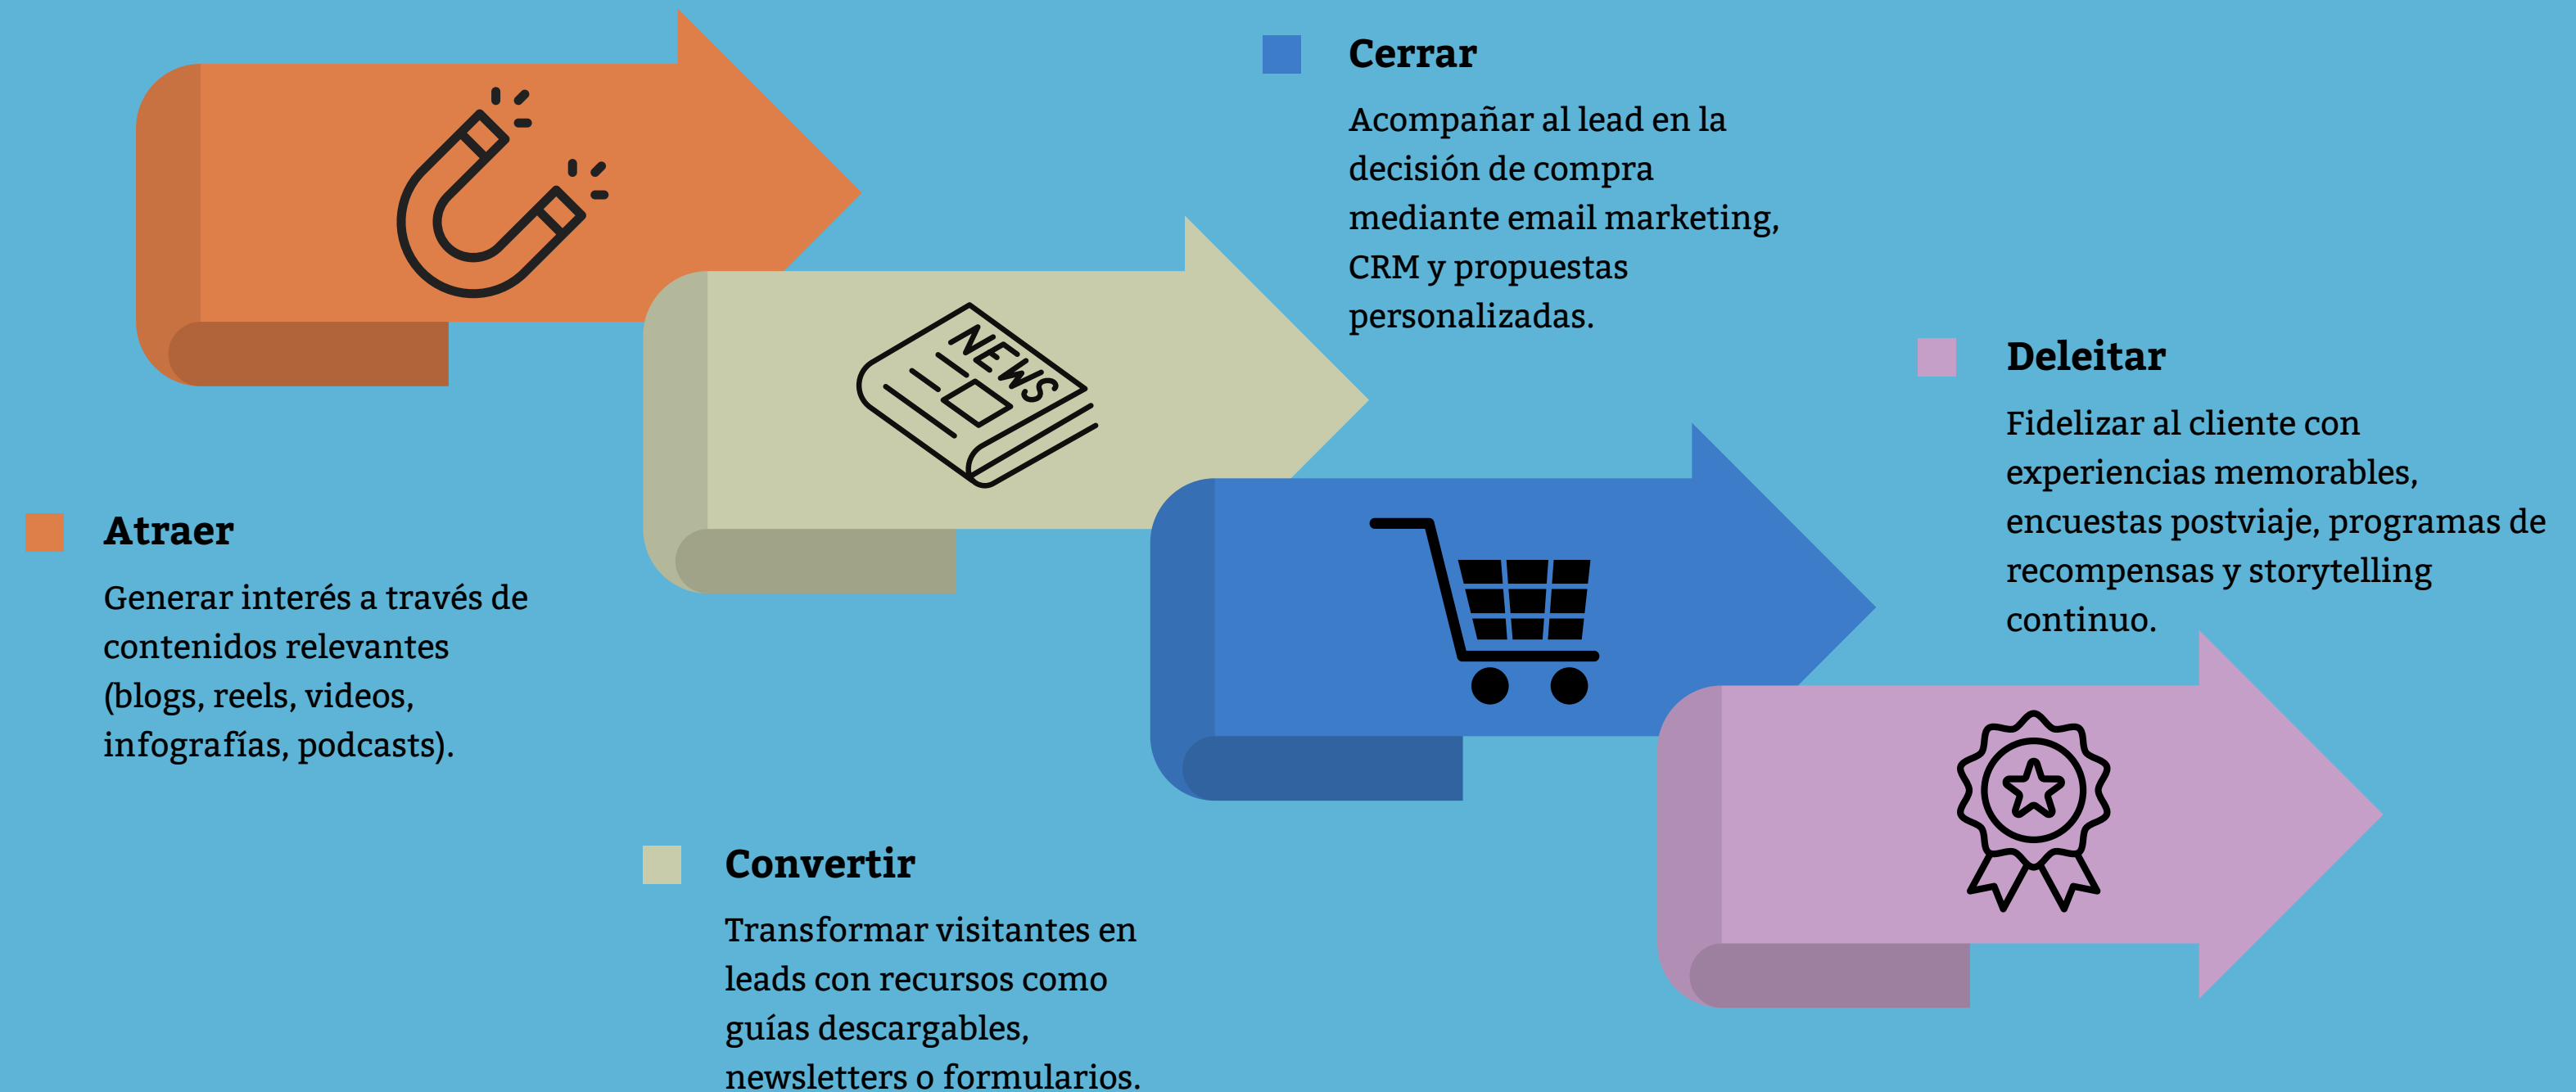 Atraer
Generar interés a través de
contenidos relevantes
(blogs, reels, videos,
infografías, podcasts).
NEWS
Convertir
Transformar visitantes en
leads con recursos como
guías descargables,
newsletters o formularios.
Cerrar
Acompañar al lead en la
decisión de compra
mediante email marketing,
CRM y propuestas
personalizadas.
Deleitar
Fidelizar al cliente con
experiencias memorables,
encuestas postviaje, programas de
recompensas y storytelling
continuo.